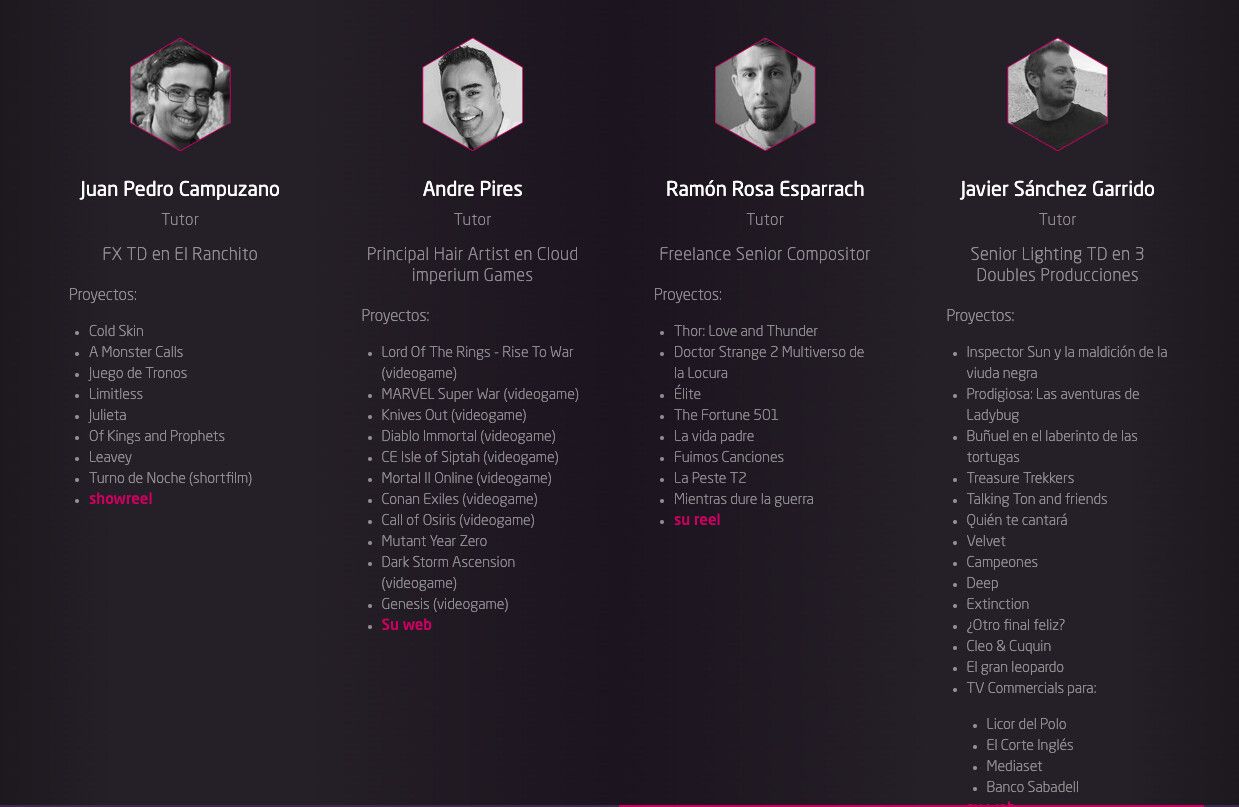 Juan Pedro Campuzano
Tutor
FX TD en El Ranchito
Proyectos:
Cold Skin
A Monster Calls
Juego de Tronos
Limitless
Julieta
Of Kings and Prophets
Leavey
Turno de Noche (shortfilm)
showreel
Andre Pires
Tutor
Principal Hair Artist en Cloud
imperium Games
Proyectos:
Lord Of The Rings - Rise To War
(videogame)
MARVEL Super War (videogame)
Knives Out (videogame)
Diablo Immortal (videogame)
CE Isle of Siptah (videogame)
Mortal II Online (videogame)
Conan Exiles (videogame)
Call of Osiris (videogame)
Mutant Year Zero
Dark Storm Ascension
(videogame)
Genesis (videogame)
Su web
Ramón Rosa Esparrach
Tutor
Freelance Senior Compositor
Proyectos:
Thor: Love and Thunder
Doctor Strange 2 Multiverso de
la Locura
Élite
The Fortune 501
La vida padre
Fuimos Canciones
La Peste T2
Mientras dure la guerra
su reel
Javier Sánchez Garrido
Tutor
Senior Lighting TD en 3
Doubles Producciones
Proyectos:
Inspector Sun y la maldición de la
viuda negra
Prodigiosa: Las aventuras de
Ladybug
Buñuel en el laberinto de las
tortugas
Treasure Trekkers
Talking Ton and friends
Quién te cantará
Velvet
Campeones
Deep
Extinction
¿Otro final feliz?
Cleo & Cuquin
El gran leopardo
TV Commercials para:
Licor del Polo
El Corte Inglés
Mediaset
Banco Sabadell